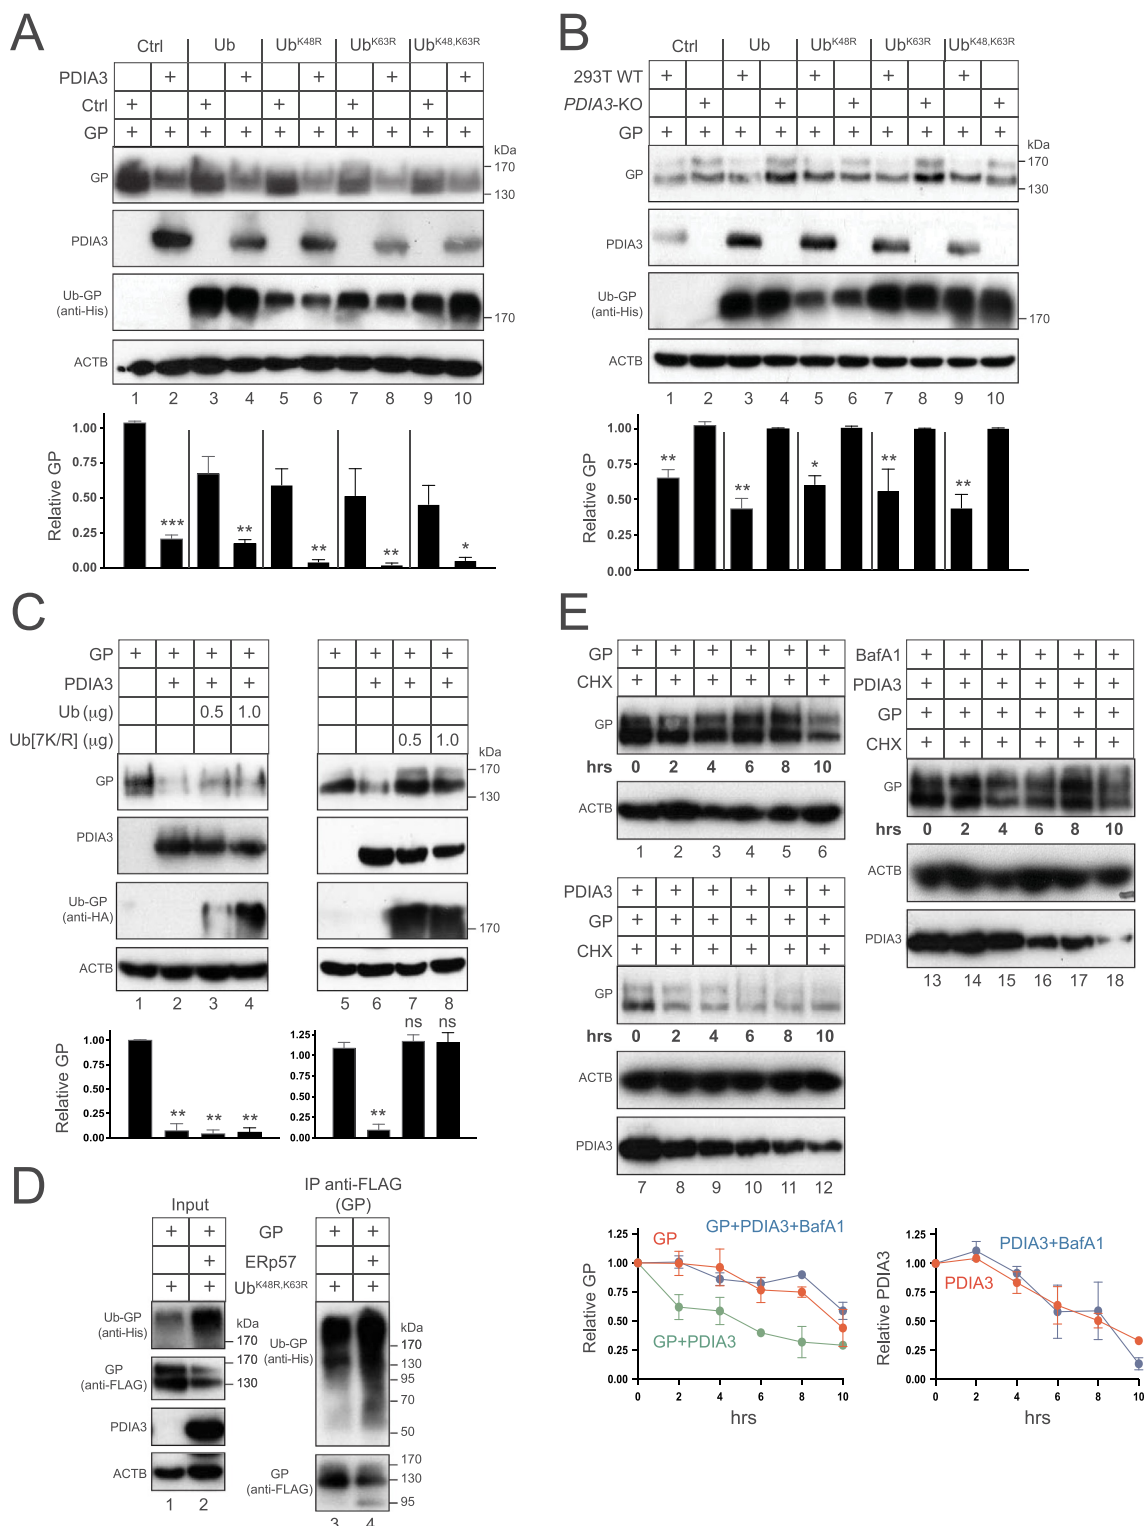 A
Ctrl Ub Ub^K48R Ub^K63R Ub^K48,K63R
PDIA3 + + + + +
Ctrl + + + + +
GP + + + + + + + + + +
kDa
GP 170
130
PDIA3
Ub-GP
(anti-His)
170
ACTB
1 2 3 4 5 6 7 8 9 10
Relative GP
1.00
0.75
0.50
0.25
0.00
*** ** ** ** *
B
Ctrl Ub Ub^K48R Ub^K63R Ub^K48,K63R
293T WT + + + + +
PDIA3-KO + + + + +
GP + + + + + + + + + +
kDa
GP 170
130
PDIA3
Ub-GP
(anti-His)
170
ACTB
1 2 3 4 5 6 7 8 9 10
Relative GP
1.00
0.75
0.50
0.25
0.00
** ** * ** **
C
GP + + + + + + + +
PDIA3 + + + + + +
Ub (µg) 0.5 1.0
Ub[7K/R] (µg) 0.5 1.0
kDa
GP 170
130
PDIA3
Ub-GP
(anti-HA)
170
ACTB
1 2 3 4 5 6 7 8
Relative GP
1.00
0.75
0.50
0.25
0.00
** ** **
1.25
1.00
0.75
0.50
0.25
0.00
** ns ns
D
Input
IP anti-FLAG
(GP)
+ + GP + +
+ ERp57 +
+ + Ub^K48R,K63R + +
Ub-GP
(anti-His)
kDa
170
GP
(anti-FLAG)
170
130
PDIA3
ACTB
1 2
Ub-GP
(anti-His)
170
130
95
70
50
GP
(anti-FLAG)
170
130
95
3 4
E
GP + + + + + +
CHX + + + + + +
GP
hrs 0 2 4 6 8 10
ACTB
1 2 3 4 5 6
PDIA3 + + + + + +
GP + + + + + +
CHX + + + + + +
GP
hrs 0 2 4 6 8 10
ACTB
PDIA3
7 8 9 10 11 12
BafA1 + + + + + +
PDIA3 + + + + + +
GP + + + + + +
CHX + + + + + +
GP
hrs 0 2 4 6 8 10
ACTB
PDIA3
13 14 15 16 17 18
Relative GP
1.25
1.00
0.75
0.50
0.25
0.00
GP+PDIA3+BafA1
GP
GP+PDIA3
0 2 4 6 8 10
hrs
Relative PDIA3
1.25
1.00
0.75
0.50
0.25
0.00
PDIA3+BafA1
PDIA3
0 2 4 6 8 10
hrs